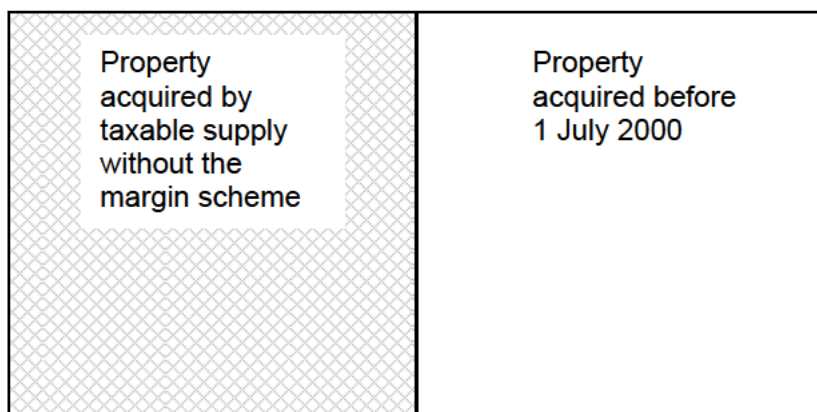 Property
acquired by
taxable supply
without the
margin scheme
Property
acquired before
1 July 2000